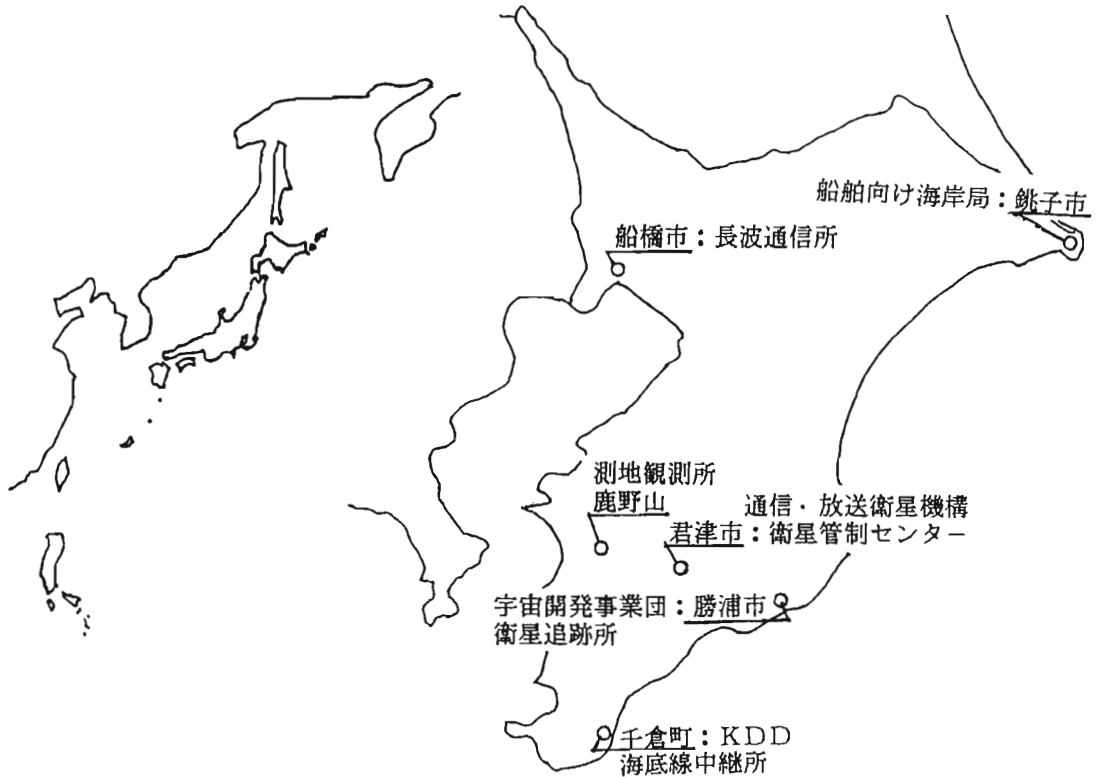 船舶向け海岸局：銚子市
船橋市：長波通信所
測地観測所
鹿野山
通信・放送衛星機構
君津市：衛星管制センター
宇宙開発事業団：勝浦市
衛星追跡所
千倉町：KDD
海底線中継所